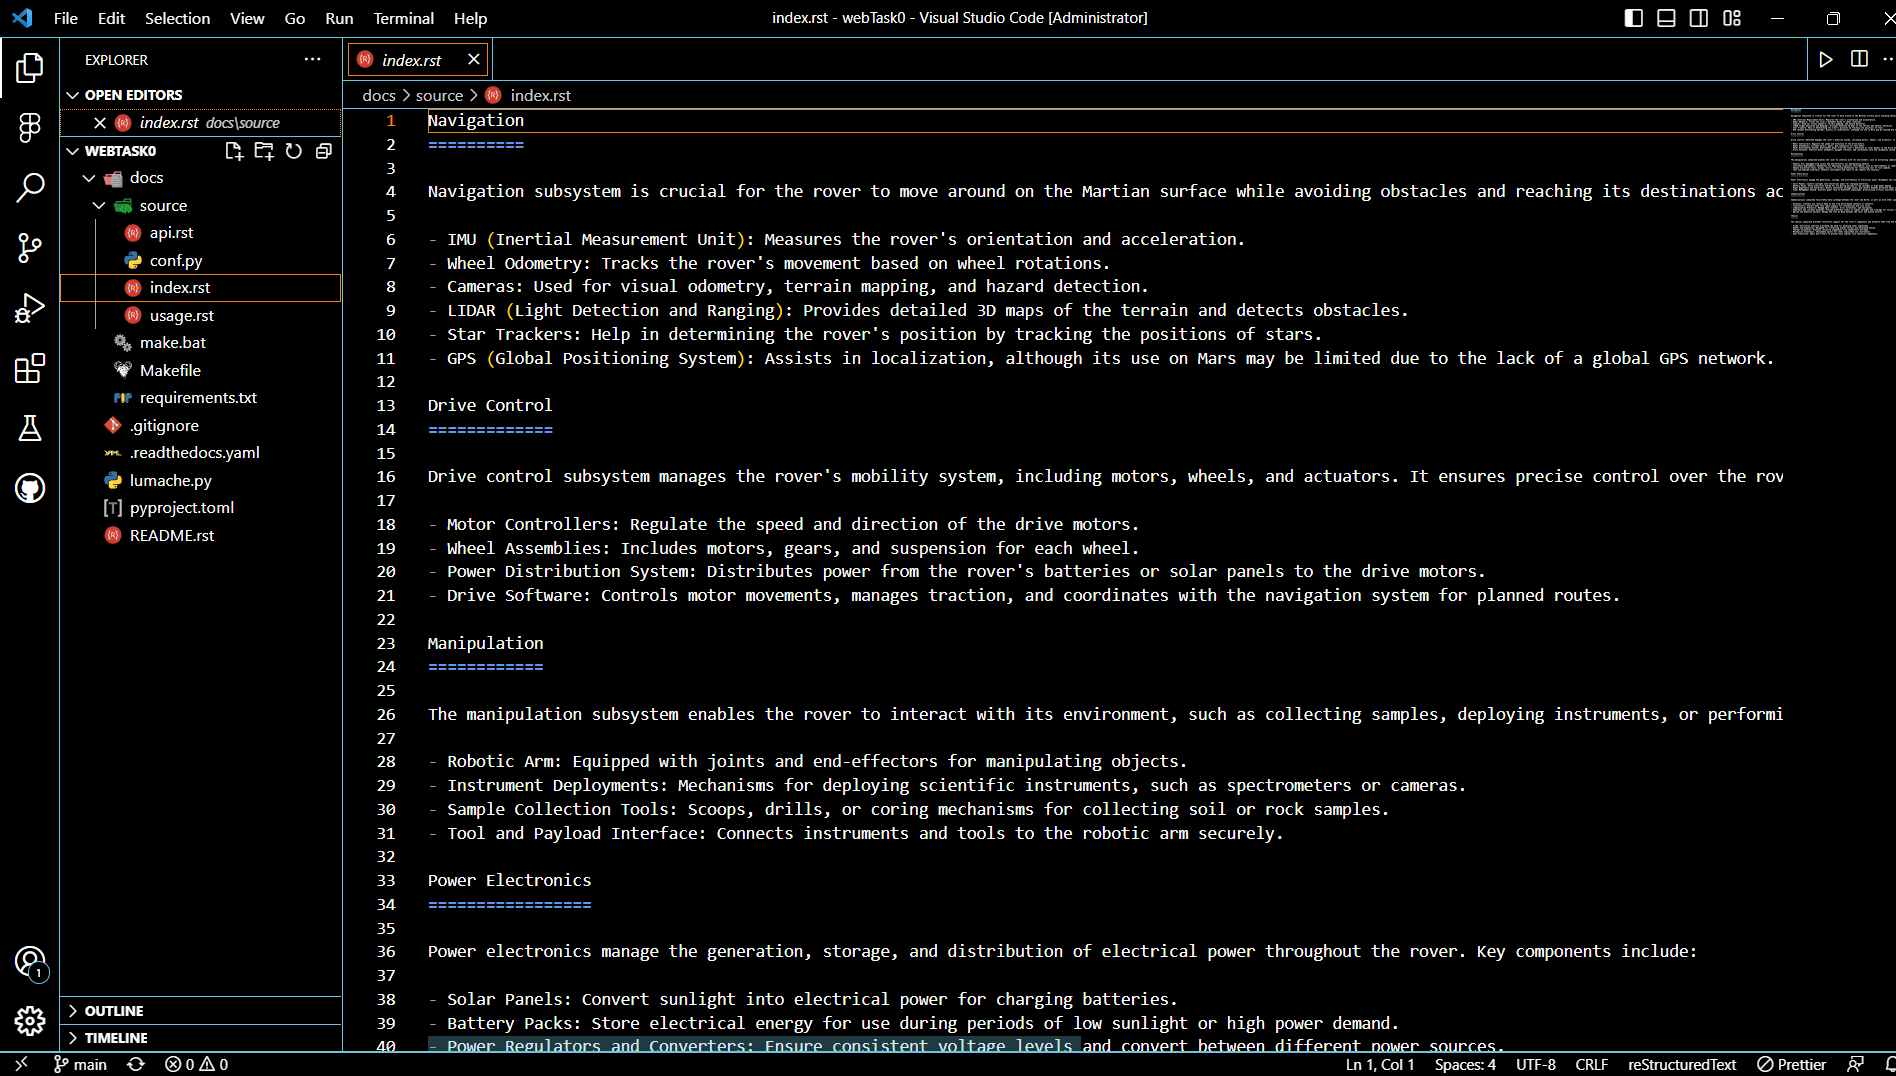 File Edit Selection View Go Run Terminal Help
index.rst - webTask0 - Visual Studio Code [Administrator]
EXPLORER
OPEN EDITORS
index.rst docs\source
WEBTASK0
docs
source
api.rst
conf.py
index.rst
usage.rst
make.bat
Makefile
requirements.txt
.gitignore
.readthedocs.yaml
lumache.py
pyproject.toml
README.rst
OUTLINE
TIMELINE
index.rst
docs > source > index.rst
1 Navigation
2 ==========
3
4 Navigation subsystem is crucial for the rover to move around on the Martian surface while avoiding obstacles and reaching its destinations ac
5
6 - IMU (Inertial Measurement Unit): Measures the rover's orientation and acceleration.
7 - Wheel Odometry: Tracks the rover's movement based on wheel rotations.
8 - Cameras: Used for visual odometry, terrain mapping, and hazard detection.
9 - LIDAR (Light Detection and Ranging): Provides detailed 3D maps of the terrain and detects obstacles.
10 - Star Trackers: Help in determining the rover's position by tracking the positions of stars.
11 - GPS (Global Positioning System): Assists in localization, although its use on Mars may be limited due to the lack of a global GPS network.
12
13 Drive Control
14 =============
15
16 Drive control subsystem manages the rover's mobility system, including motors, wheels, and actuators. It ensures precise control over the rov
17
18 - Motor Controllers: Regulate the speed and direction of the drive motors.
19 - Wheel Assemblies: Includes motors, gears, and suspension for each wheel.
20 - Power Distribution System: Distributes power from the rover's batteries or solar panels to the drive motors.
21 - Drive Software: Controls motor movements, manages traction, and coordinates with the navigation system for planned routes.
22
23 Manipulation
24 ============
25
26 The manipulation subsystem enables the rover to interact with its environment, such as collecting samples, deploying instruments, or performi
27
28 - Robotic Arm: Equipped with joints and end-effectors for manipulating objects.
29 - Instrument Deployments: Mechanisms for deploying scientific instruments, such as spectrometers or cameras.
30 - Sample Collection Tools: Scoops, drills, or coring mechanisms for collecting soil or rock samples.
31 - Tool and Payload Interface: Connects instruments and tools to the robotic arm securely.
32
33 Power Electronics
34 =================
35
36 Power electronics manage the generation, storage, and distribution of electrical power throughout the rover. Key components include:
37
38 - Solar Panels: Convert sunlight into electrical power for charging batteries.
39 - Battery Packs: Store electrical energy for use during periods of low sunlight or high power demand.
40 - Power Regulators and Converters: Ensure consistent voltage levels and convert between different power sources.
1
main 0 0 Ln 1, Col 1 Spaces: 4 UTF-8 CRLF reStructuredText Prettier